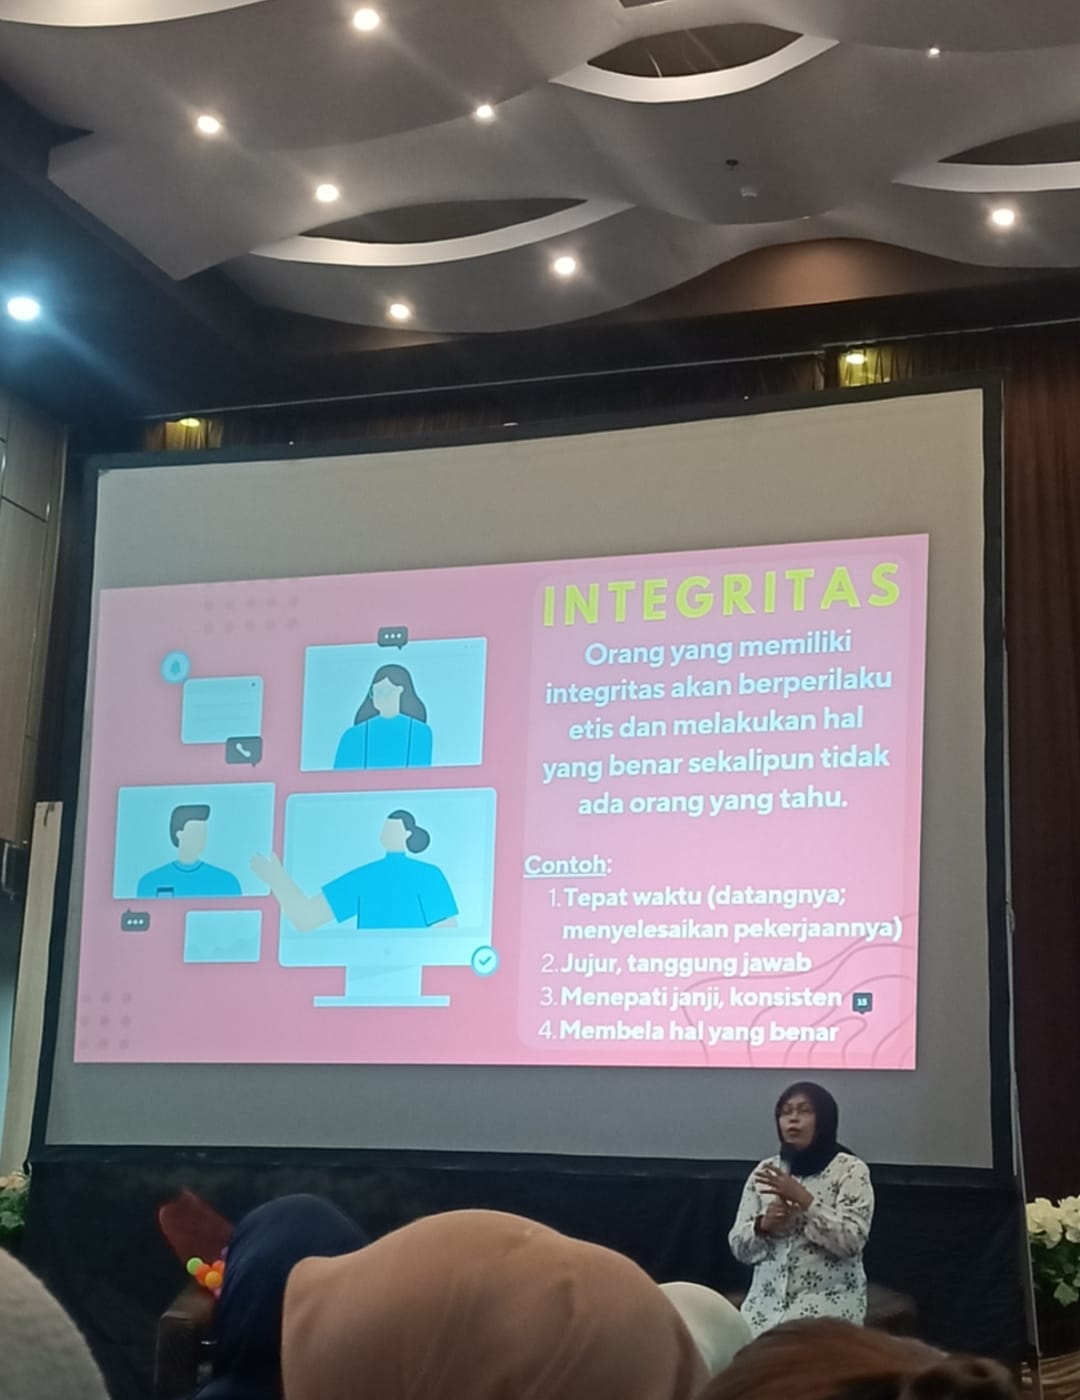 INTEGRITAS
Orang yang memiliki
integritas akan berperilaku
etis dan melakukan hal
yang benar sekalipun tidak
ada orang yang tahu.
Contoh:
1. Tepat waktu (datangnya;
menyelesaikan pekerjaannya)
2. Jujur, tanggung jawab
3. Menepati janji, konsisten
4. Membela hal yang benar